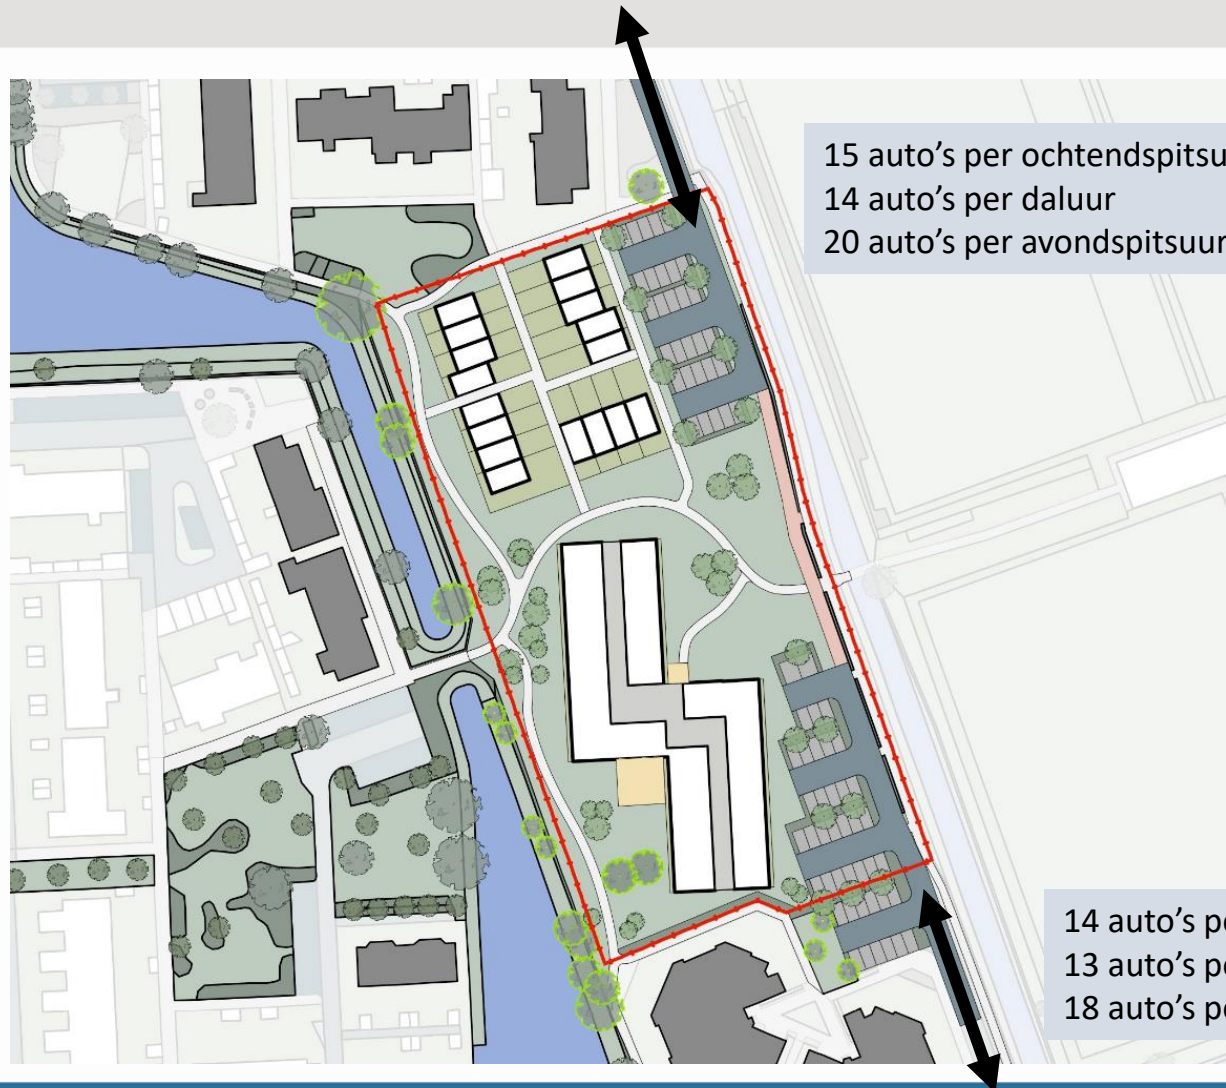 15 auto’s per ochtendspitsu
14 auto’s per daluur
20 auto’s per avondspitsuur
14 auto’s pe
13 auto’s pe
18 auto’s pe